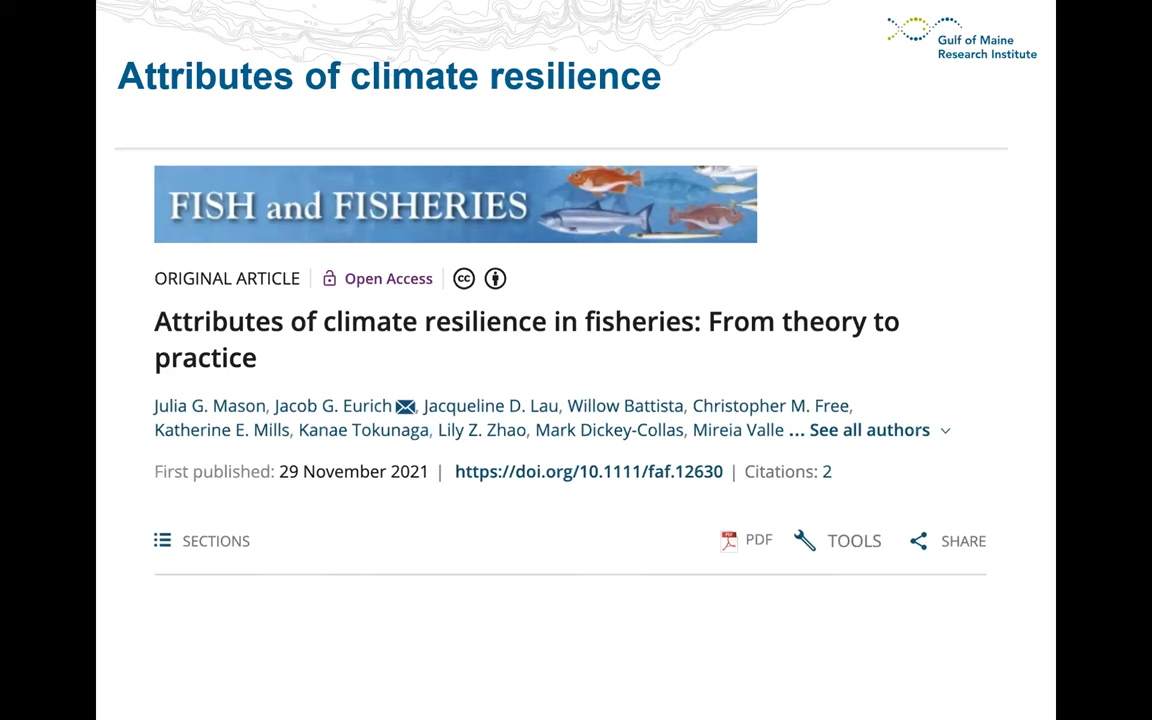 Gulf of Maine
Research Institute
Attributes of climate resilience
FISH and FISHERIES
ORIGINAL ARTICLE
Open Access
cc
Attributes of climate resilience in fisheries: From theory to
practice
Julia G. Mason, Jacob G. Eurich, Jacqueline D. Lau, Willow Battista, Christopher M. Free,
Katherine E. Mills, Kanae Tokunaga, Lily Z. Zhao, Mark Dickey-Collas, Mireia Valle ... See all authors
First published: 29 November 2021 | https://doi.org/10.1111/faf.12630 | Citations: 2
SECTIONS
PDF
TOOLS
SHARE